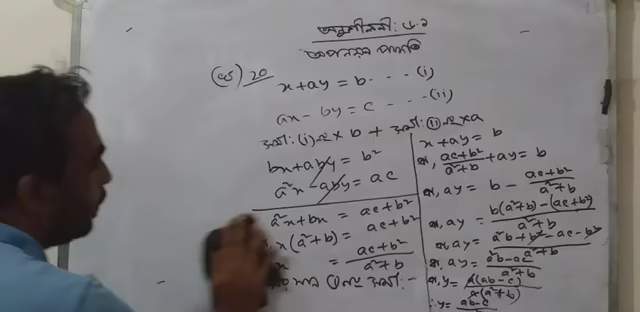 অনুশীলনী: ৬.১
অপনয়ন পদ্ধতি
20
x + ay = b ---- (i)
ax - by = c --- (ii)
(i) নং × b + (ii) নং × a
bx + aby = b²
a²x - aby = ac
a²x + bx = ac + b²
x(a² + b) = ac + b²
x = ac + b² / a² + b
x + ay = b
বা, ac + b² / a² + b + ay = b
বা, ay = b - ac + b² / a² + b
বা, ay = b(a² + b) - (ac + b²) / a² + b
বা, ay = a²b + b² - ac - b² / a² + b
বা, ay = a²b - ac / a² + b
বা, y = a(ab - c) / a(a² + b)
∴ y = ab - c